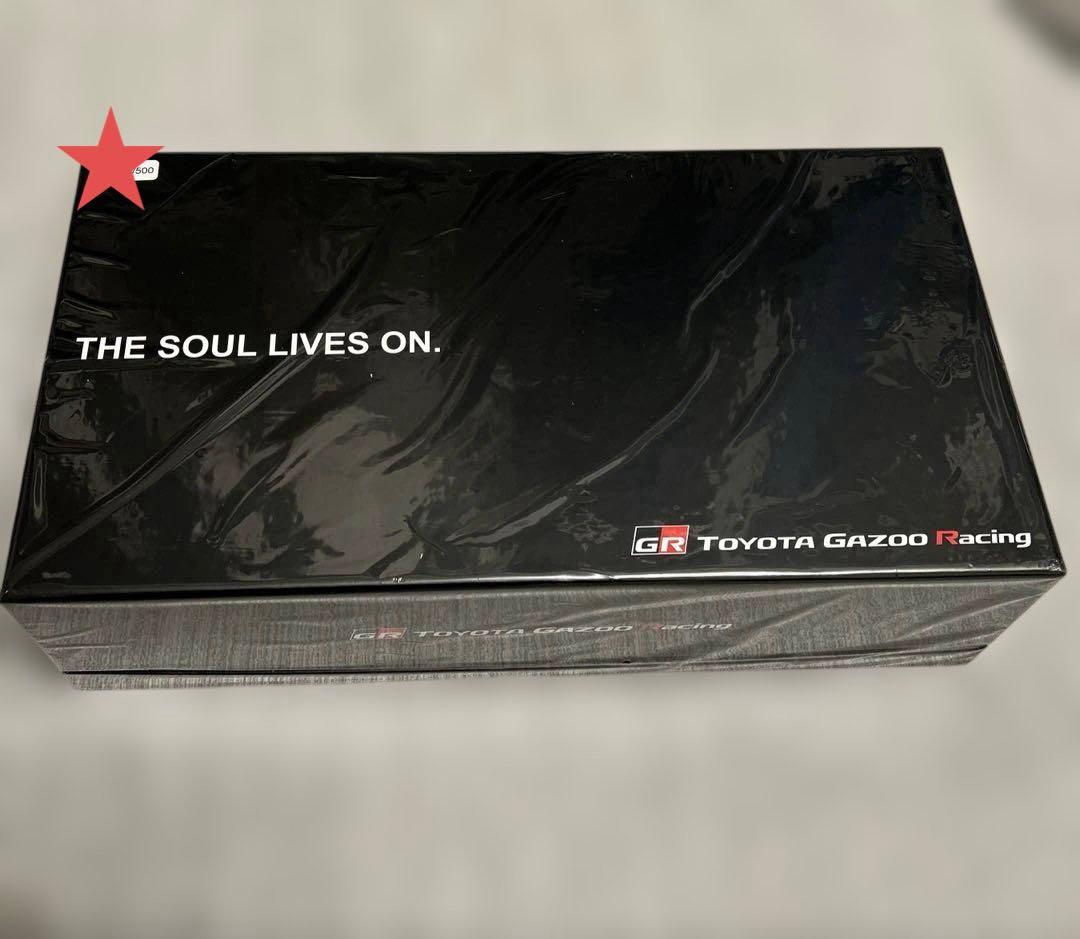 500
THE SOUL LIVES ON.
GR TOYOTA GAZOO Racing
GR TOYOTA GAZOO Racing